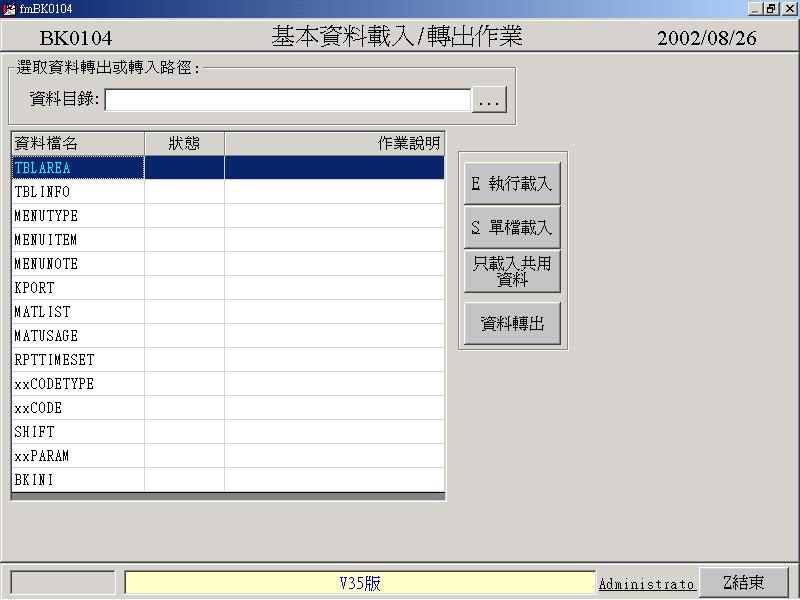 fmBK0104
BK0104 基本資料載入/轉出作業 2002/08/26
選取資料轉出或轉入路徑:
資料目錄: ...
資料檔名 狀態 作業說明
TBLAREA
TBLINFO
MENUTYPE
MENUITEM
MENUNOTE
KPORT
MATLIST
MATUSAGE
RPTTIMESET
xxCODETYPE
xxCODE
SHIFT
xxPARAM
BKINI
E 執行載入
S 單檔載入
只載入共用
資料
資料轉出
V35版 Administrato Z結束